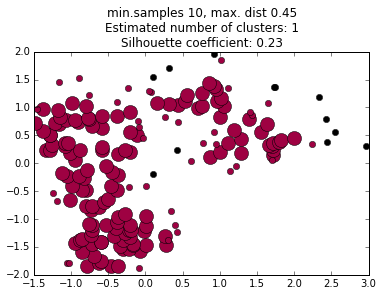 min.samples 10, max. dist 0.45
Estimated number of clusters: 1
Silhouette coefficient: 0.23
2.0
1.5
1.0
0.5
0.0
−0.5
−1.0
−1.5
−2.0
−1.5 −1.0 −0.5 0.0 0.5 1.0 1.5 2.0 2.5 3.0